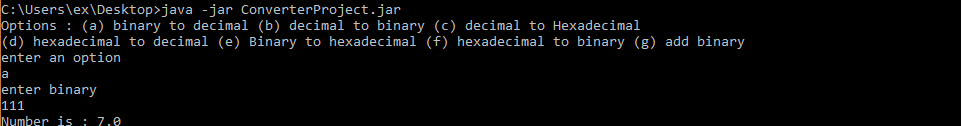 C:\Users\ex\Desktop>java -jar ConverterProject.jar
Options : (a) binary to decimal (b) decimal to binary (c) decimal to Hexadecimal
(d) hexadecimal to decimal (e) Binary to hexadecimal (f) hexadecimal to binary (g) add binary
enter an option
a
enter binary
111
Number is : 7.0